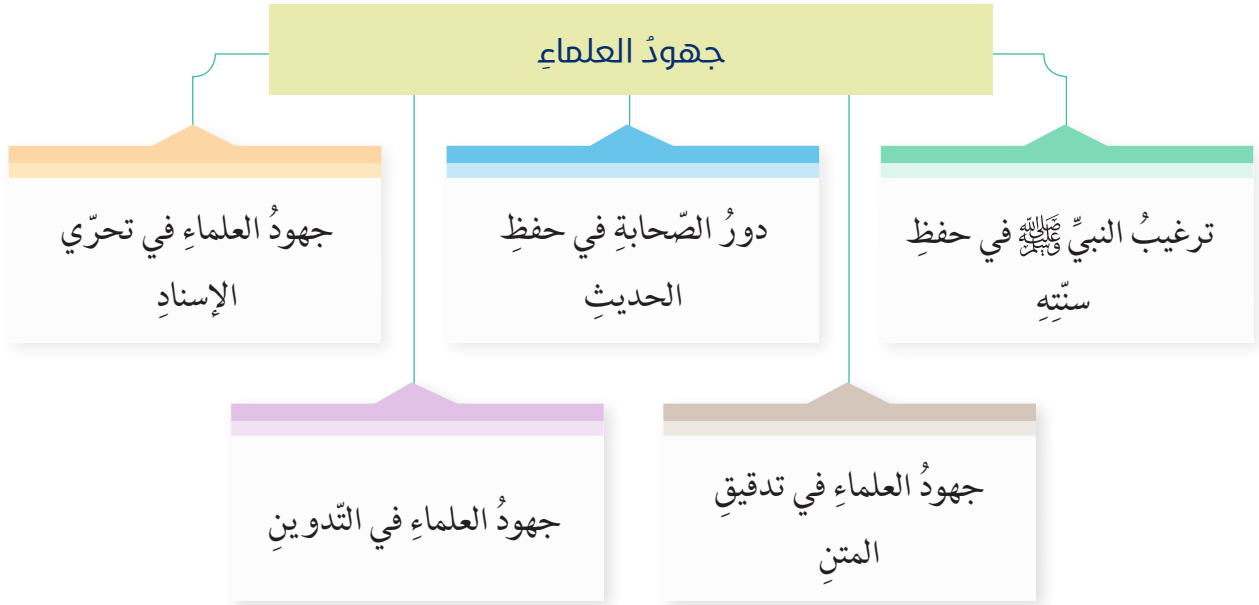 جهودُ العلماءِ
ترغيبُ النبيِّ ﷺ في حفظِ
سنّتِهِ
دورُ الصّحابةِ في حفظِ
الحديثِ
جهودُ العلماءِ في تحرّي
الإسنادِ
جهودُ العلماءِ في تدقيقِ
المتنِ
جهودُ العلماءِ في التّدوينِ